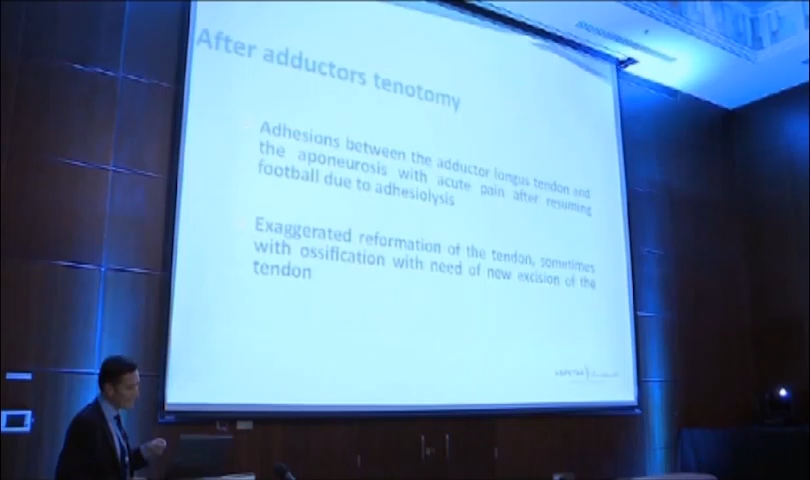 After adductors tenotomy
Adhesions between the adductor longus tendon and
the aponeurosis with acute pain after resuming
football due to adhesiolysis
Exaggerated reformation of the tendon, sometimes
with ossification with need of new excision of the
tendon
ASPETAR